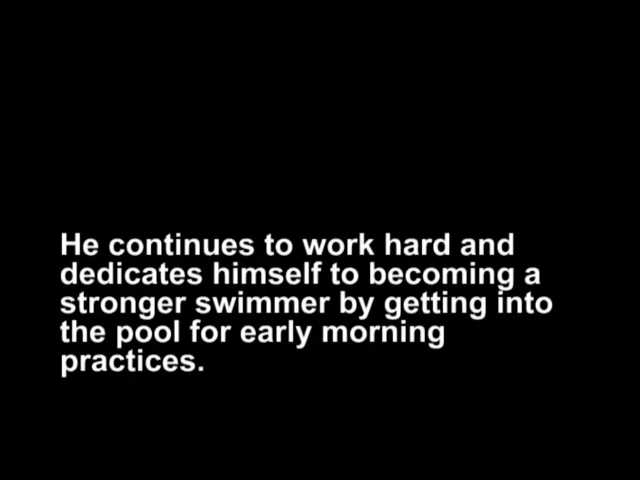 He continues to work hard and
dedicates himself to becoming a
stronger swimmer by getting into
the pool for early morning
practices.